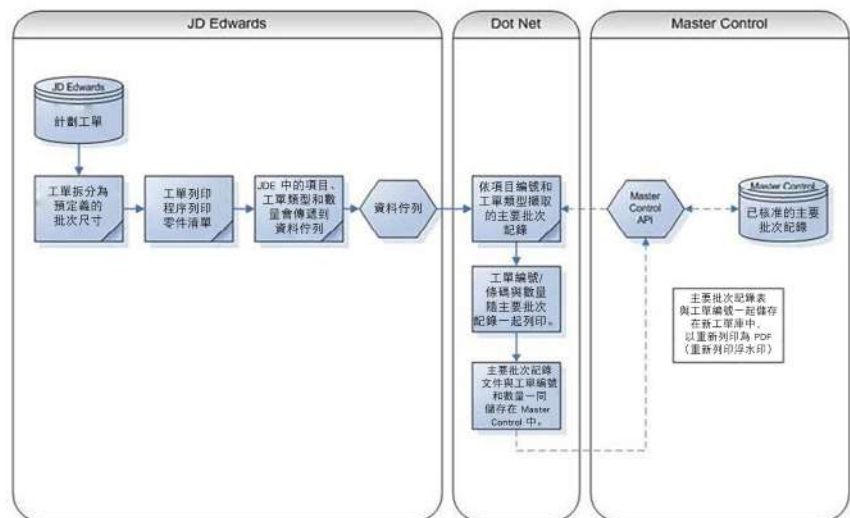 JD Edwards
Dot Net
Master Control
JD Edwards
計劃工單
工單拆分為
預定義的
批次尺寸
工單列印
程序列印
零件清單
JDE 中的項目、
工單類型和數
量會傳遞到
資料佇列
資料佇列
依項目編號和
工單類型擷取
的主要批次
記錄
Master
Control
API
Master Control
已核准的主要
批次記錄
工單編號/
條碼與數量
隨主要批次
記錄一起列印。
主要批次記錄
文件與工單編號
和數量一同
儲存在 Master
Control 中。
主要批次記錄表
與工單編號一起儲存
在新工單庫中,
以重新列印為 PDF
（重新列印浮水印）